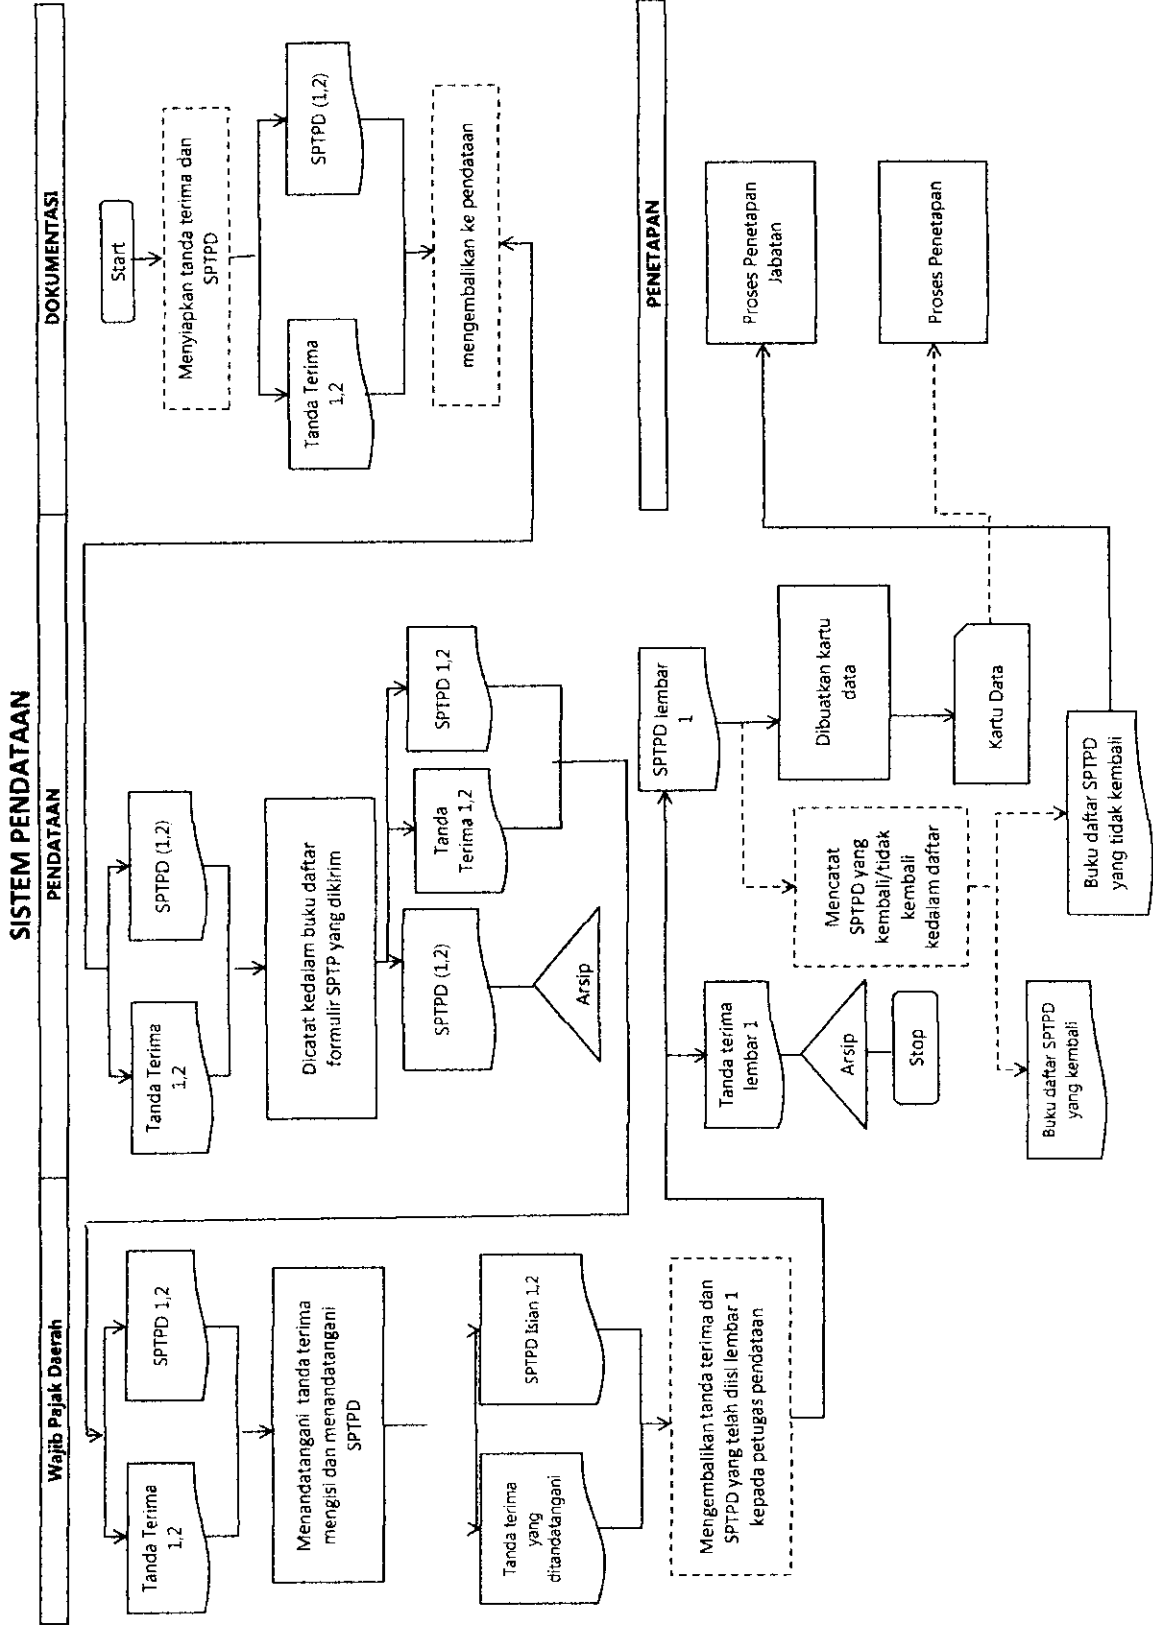 SISTEM PENDATAAN
Wajib Pajak Daerah
PENDATAAN
DOKUMENTASI
Tanda Terima
1,2
SPTPD 1,2
Menandatangani tanda terima
mengisi dan menandatangani
SPTPD
Tanda terima
yang
ditandatangani
SPTPD Isian 1,2
Mengembalikan tanda terima dan
SPTPD yang telah diisi lembar 1
kepada petugas pendataan
Tanda Terima
1,2
SPTPD (1,2)
Dicatat kedalam buku daftar
formulir SPTP yang dikirim
SPTPD (1,2)
Tanda
Terima 1,2
SPTPD 1,2
Arsip
Start
Menyiapkan tanda terima dan
SPTPD
Tanda Terima
1,2
SPTPD (1,2)
mengembalikan ke pendataan
PENETAPAN
Tanda terima
lembar 1
Arsip
Stop
SPTPD lembar
1
Mencatat
SPTPD yang
kembali/tidak
kembali
kedalam daftar
Dibuatkan kartu
data
Kartu Data
Buku daftar SPTPD
yang kembali
Buku daftar SPTPD
yang tidak kembali
Proses Penetapan
Jabatan
Proses Penetapan